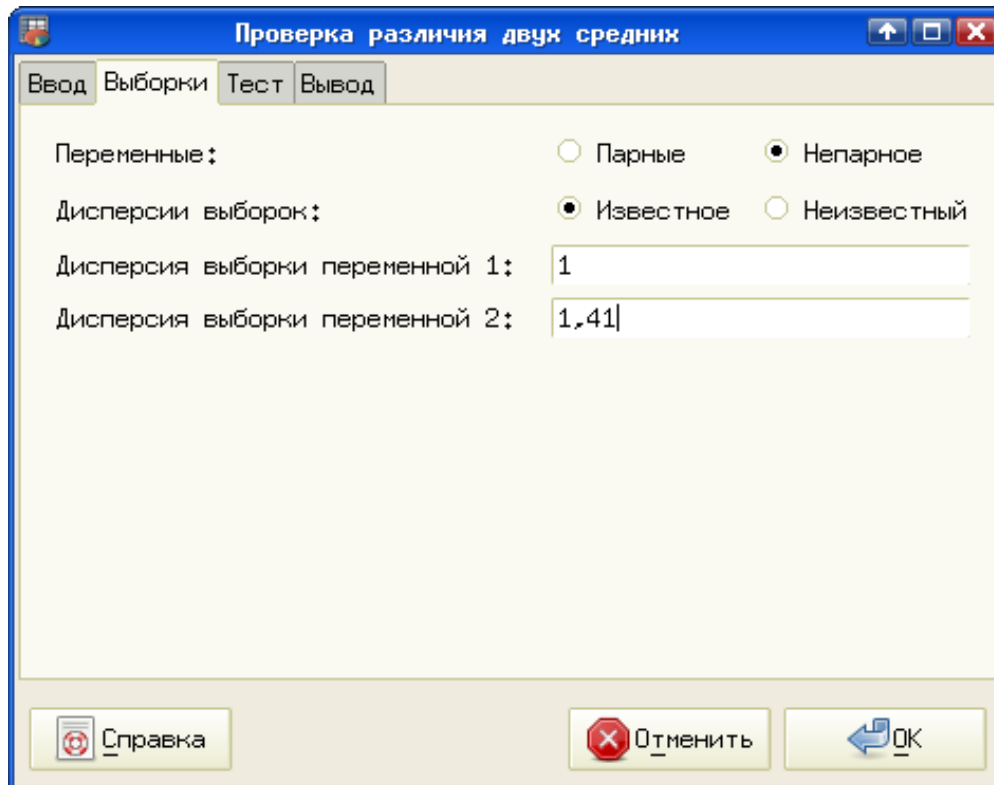 Проверка различия двух средних
Ввод Выборки Тест Вывод
Переменные: Парные Непарное
Дисперсии выборок: Известное Неизвестный
Дисперсия выборки переменной 1: 1
Дисперсия выборки переменной 2: 1,41
Справка Отменить OK